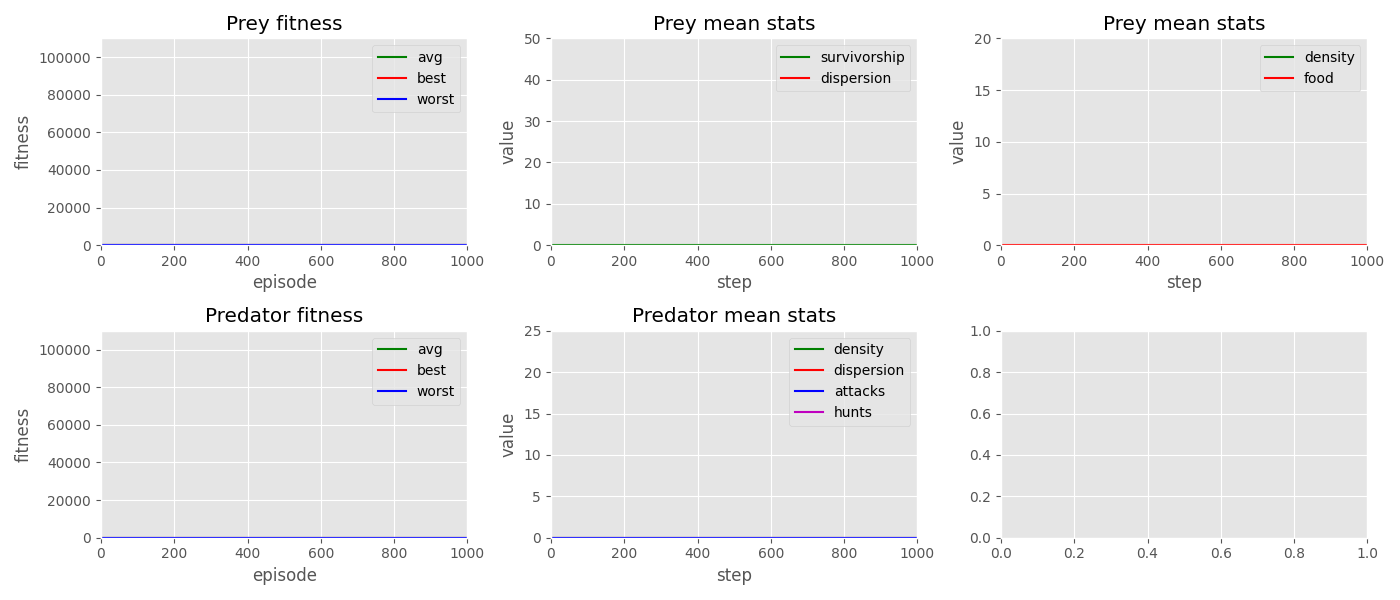 Prey fitness
100000
80000
60000
40000
20000
0
fitness
avg
best
worst
0 200 400 600 800 1000
episode
Prey mean stats
50
40
30
20
10
0
value
survivorship
dispersion
0 200 400 600 800 1000
step
Prey mean stats
20
15
10
5
0
value
density
food
0 200 400 600 800 1000
step
Predator fitness
100000
80000
60000
40000
20000
0
fitness
avg
best
worst
0 200 400 600 800 1000
episode
Predator mean stats
25
20
15
10
5
0
value
density
dispersion
attacks
hunts
0 200 400 600 800 1000
step
1.0
0.8
0.6
0.4
0.2
0.0
0.0 0.2 0.4 0.6 0.8 1.0